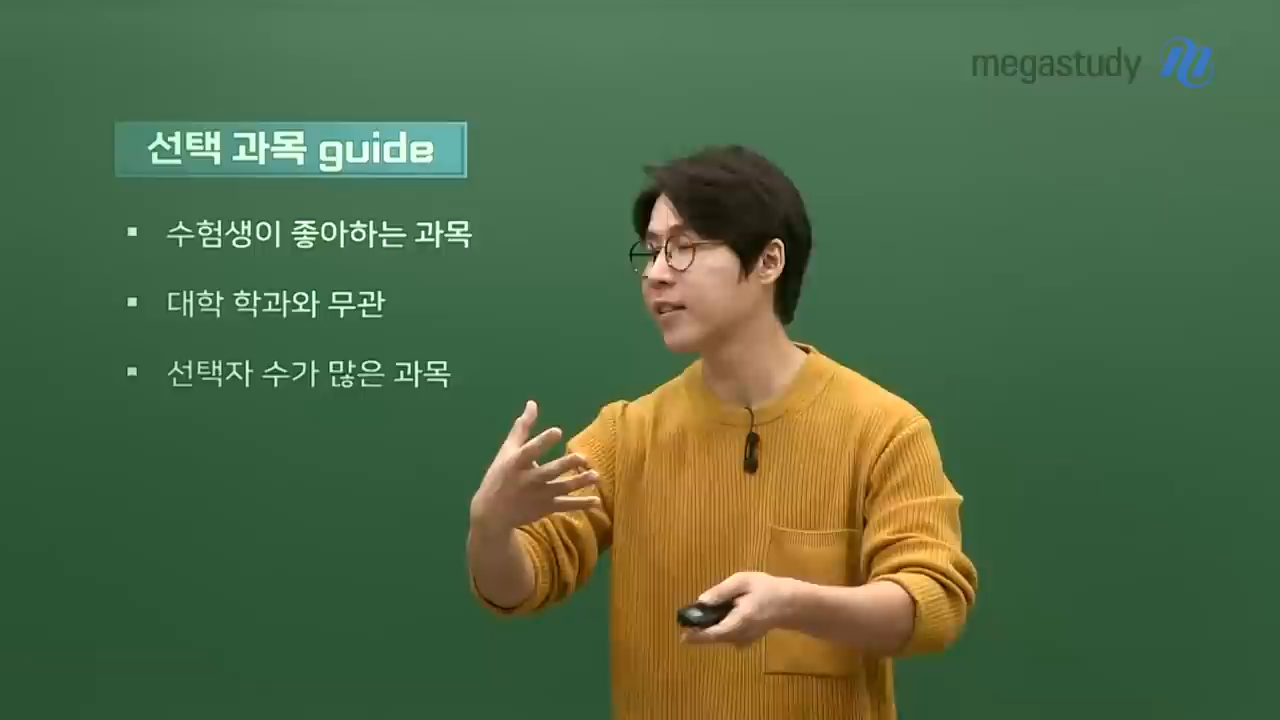 megastudy
선택 과목 guide
▪ 수험생이 좋아하는 과목
▪ 대학 학과와 무관
▪ 선택자 수가 많은 과목